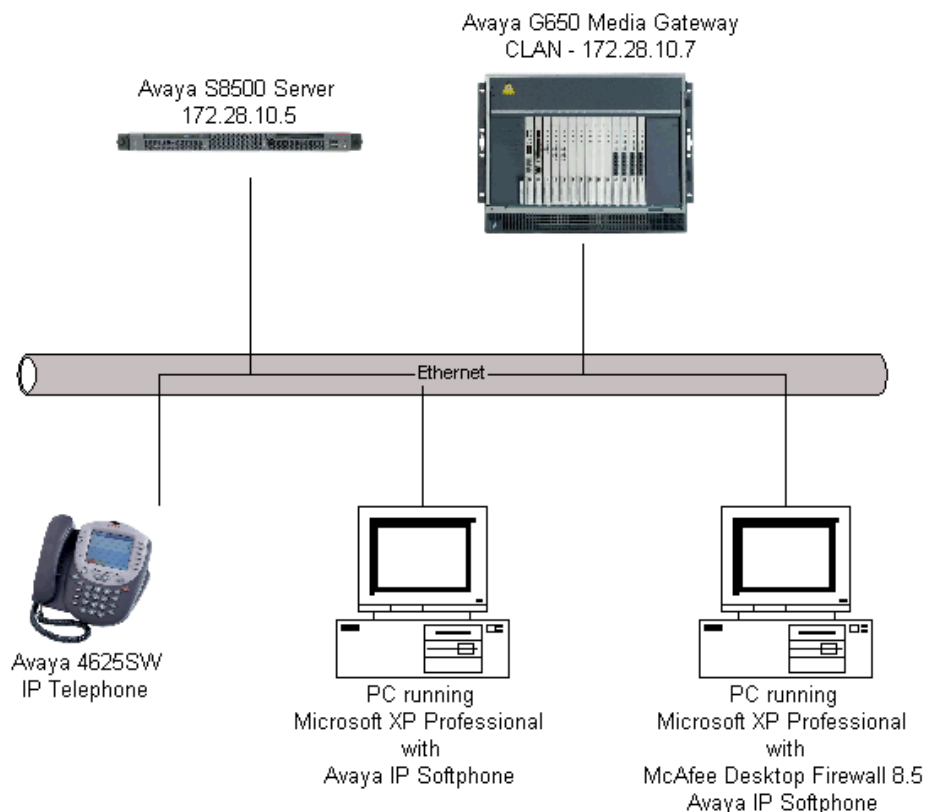 Avaya G650 Media Gateway
CLAN - 172.28.10.7
Avaya S8500 Server
172.28.10.5
Ethernet
Avaya 4625SW
IP Telephone
PC running
Microsoft XP Professional
with
Avaya IP Softphone
PC running
Microsoft XP Professional
with
McAfee Desktop Firewall 8.5
Avaya IP Softphone